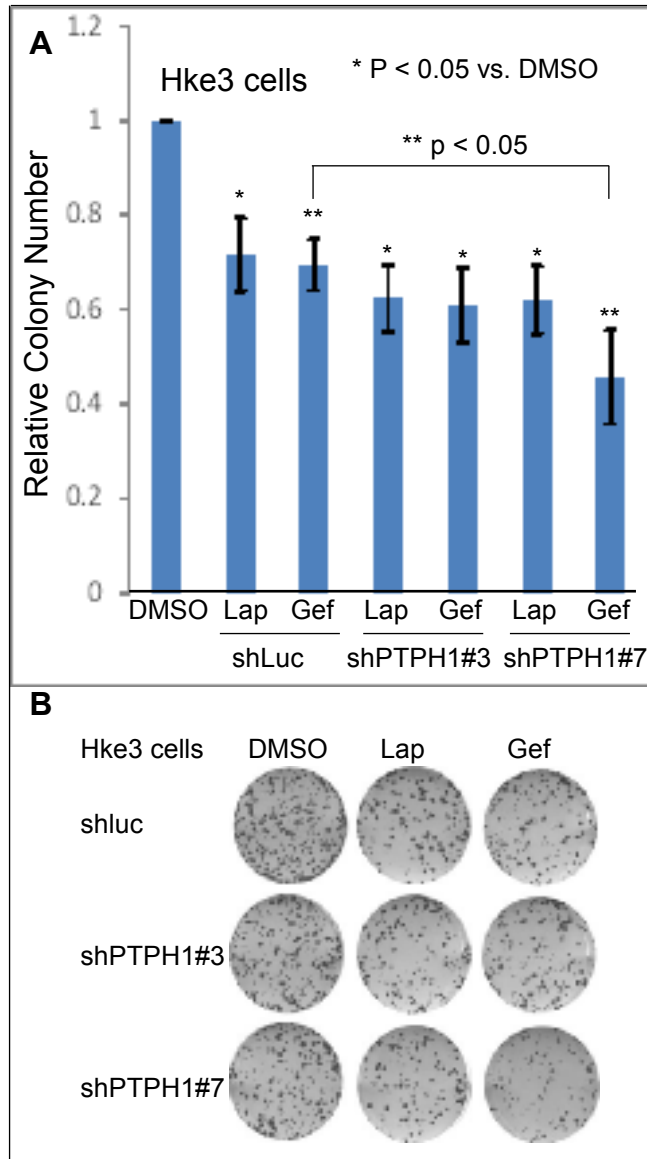 A
1.2
Hke3 cells
* P < 0.05 vs. DMSO
1
** p < 0.05
0.8
0.6
0.4
0.2
0
Relative Colony Number
* ** * * * **
DMSO Lap Gef Lap Gef Lap Gef
shLuc shPTPH1#3 shPTPH1#7
B
Hke3 cells DMSO Lap Gef
shluc
shPTPH1#3
shPTPH1#7